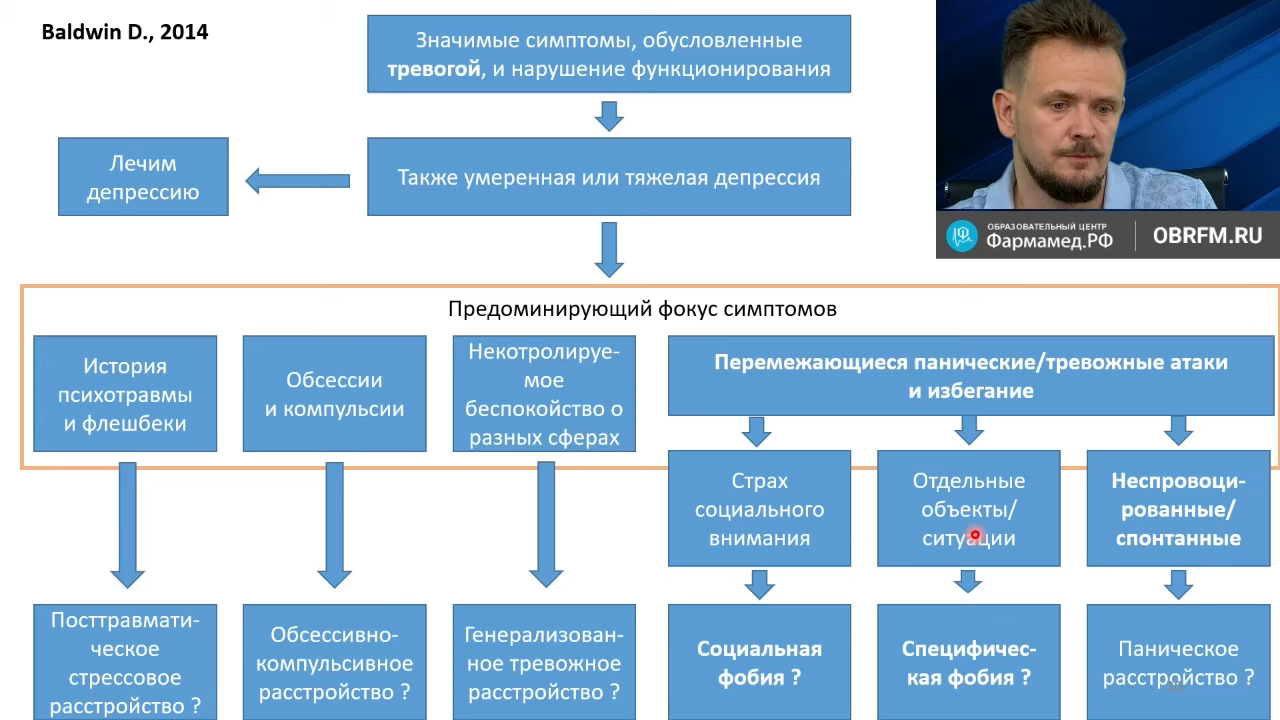 Baldwin D., 2014
Значимые симптомы, обусловленные
тревогой, и нарушение функционирования
Лечим
депрессию
Также умеренная или тяжелая депрессия
ОБРАЗОВАТЕЛЬНЫЙ ЦЕНТР
Фармамед.РФ
OBRFM.RU
Предоминирующий фокус симптомов
История
психотравмы
и флешбеки
Обсессии
и компульсии
Некотролируе-
мое
беспокойство о
разных сферах
Перемежающиеся панические/тревожные атаки
и избегание
Страх
социального
внимания
Отдельные
объекты/
ситуации
Неспровоци-
рованные/
спонтанные
Посттравмати-
ческое
стрессовое
расстройство ?
Обсессивно-
компульсивное
расстройство ?
Генерализован-
ное тревожное
расстройство ?
Социальная
фобия ?
Специфичес-
кая фобия ?
Паническое
расстройство ?